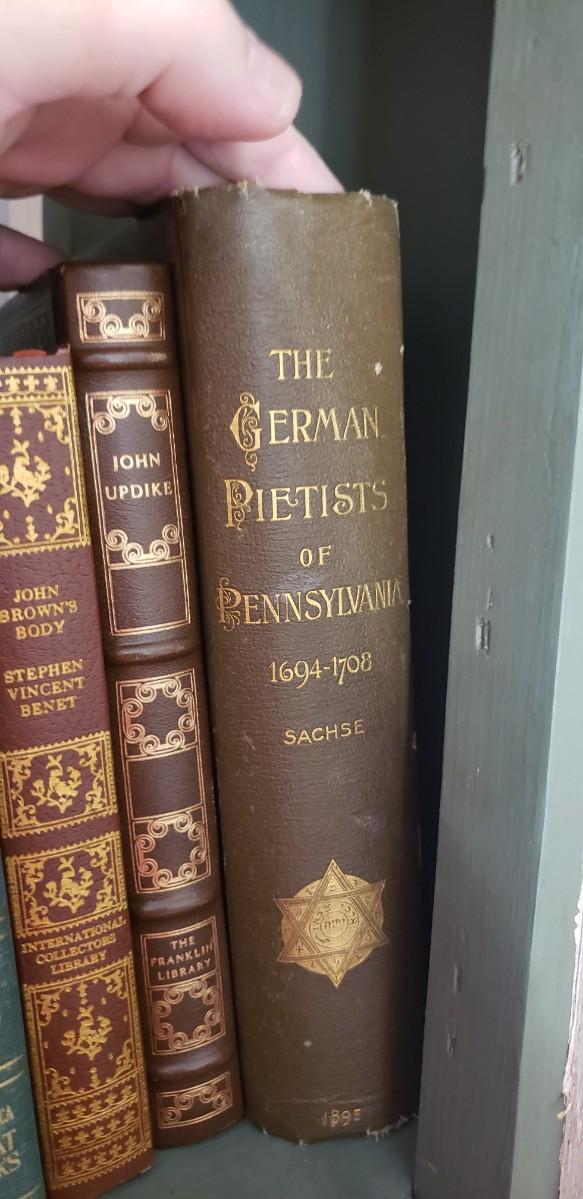 JOHN
BROWN'S
BODY
STEPHEN
VINCENT
BENET
INTERNATIONAL
COLLECTORS
LIBRARY
JOHN
UPDIKE
THE
FRANKLIN
LIBRARY
THE
GERMAN
PIETISTS
OF
PENNSYLVANIA
1694-1708
SACHSE
1895